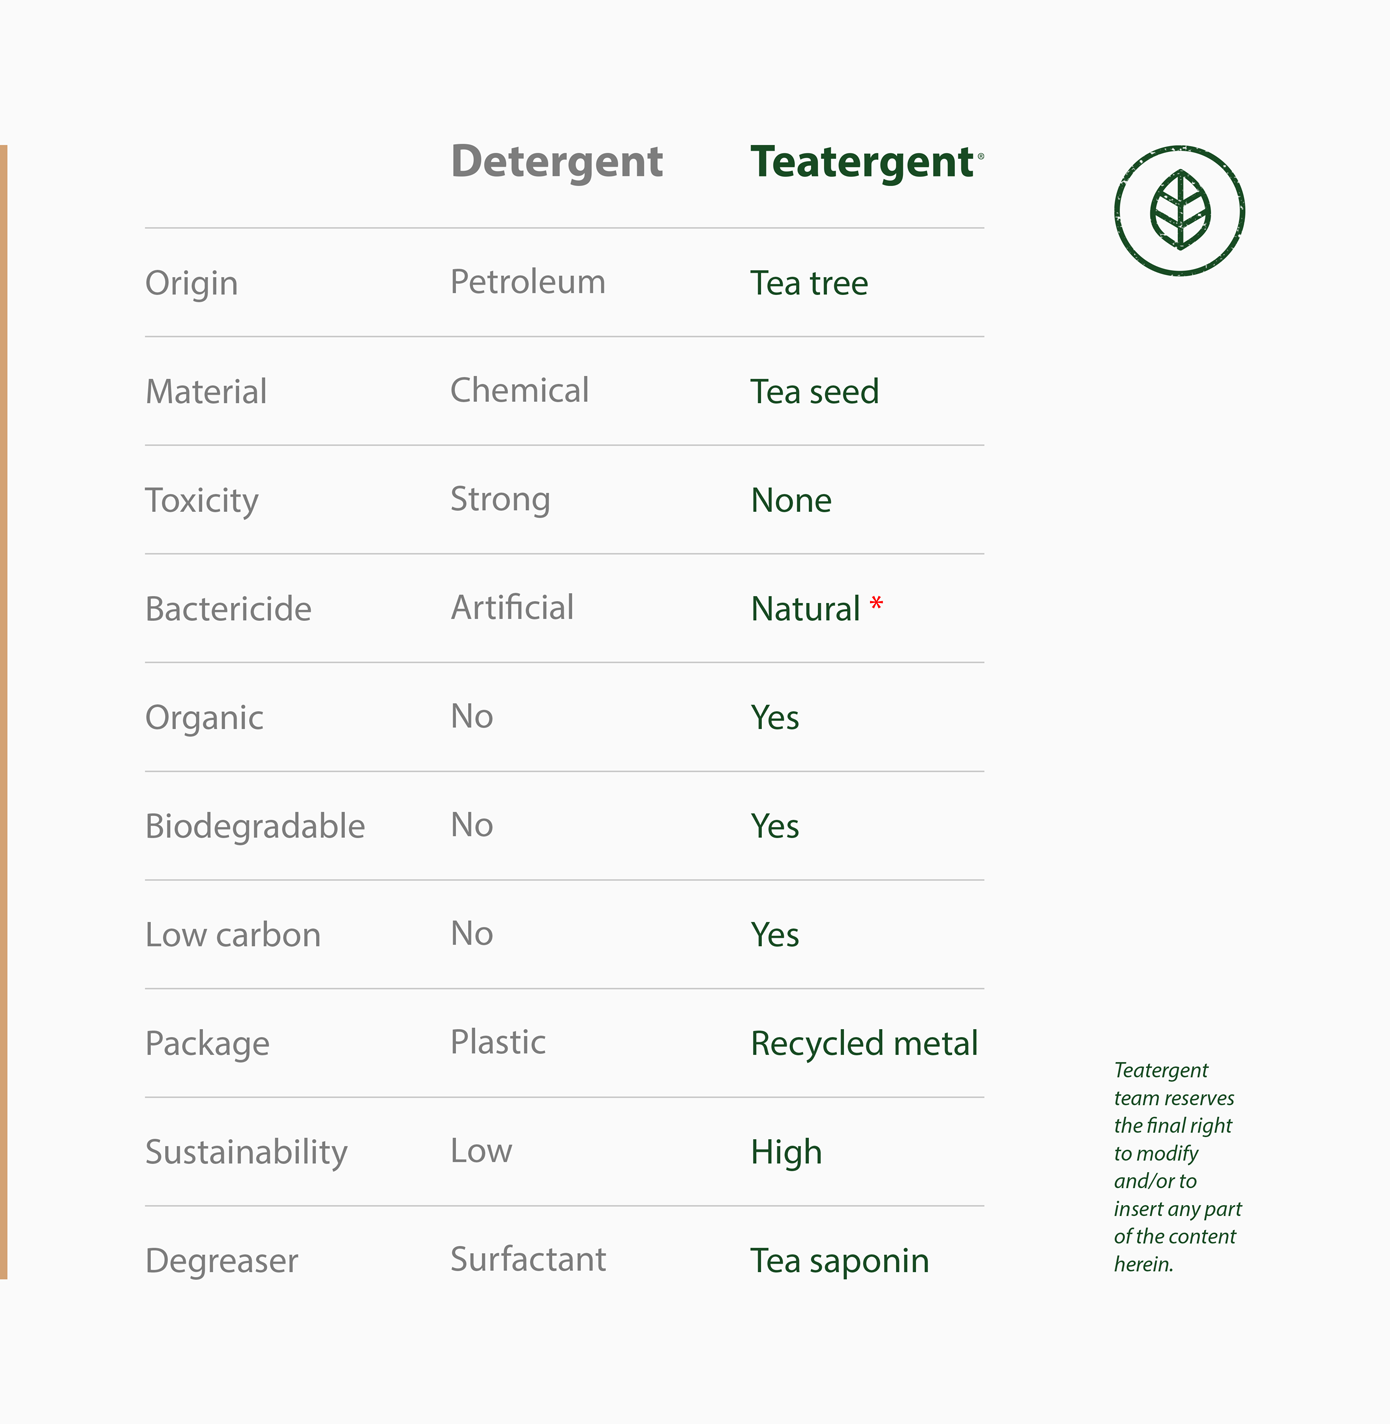 Detergent Teatergent®
Origin Petroleum Tea tree
Material Chemical Tea seed
Toxicity Strong None
Bactericide Artificial Natural *
Organic No Yes
Biodegradable No Yes
Low carbon No Yes
Package Plastic Recycled metal
Sustainability Low High
Degreaser Surfactant Tea saponin
Teatergent
team reserves
the final right
to modify
and/or to
insert any part
of the content
herein.